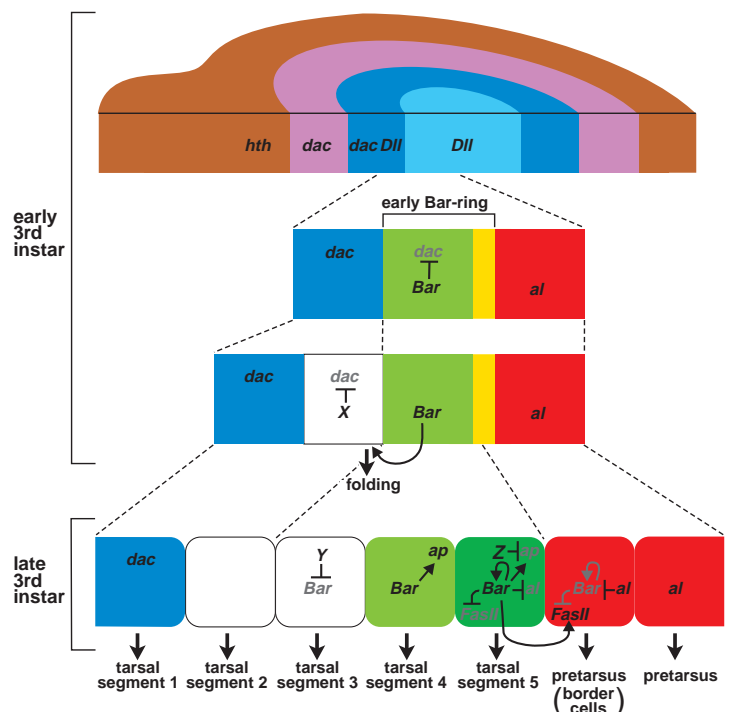 hth dac dac Dll Dll
early
3rd
instar
early Bar-ring
dac dac
Bar al
dac dac
X Bar al
folding
late
3rd
instar
dac Y Bar
Bar ap
Z ap
Bar al
FasII
Bar al
FasII
al
tarsal
segment 1
tarsal
segment 2
tarsal
segment 3
tarsal
segment 4
tarsal
segment 5
pretarsus
(border
cells)
pretarsus